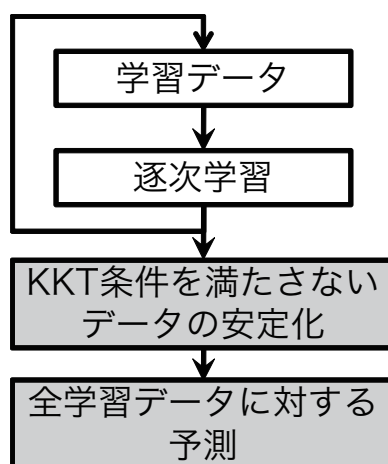 学習データ
逐次学習
KKT条件を満たさない
データの安定化
全学習データに対する
予測